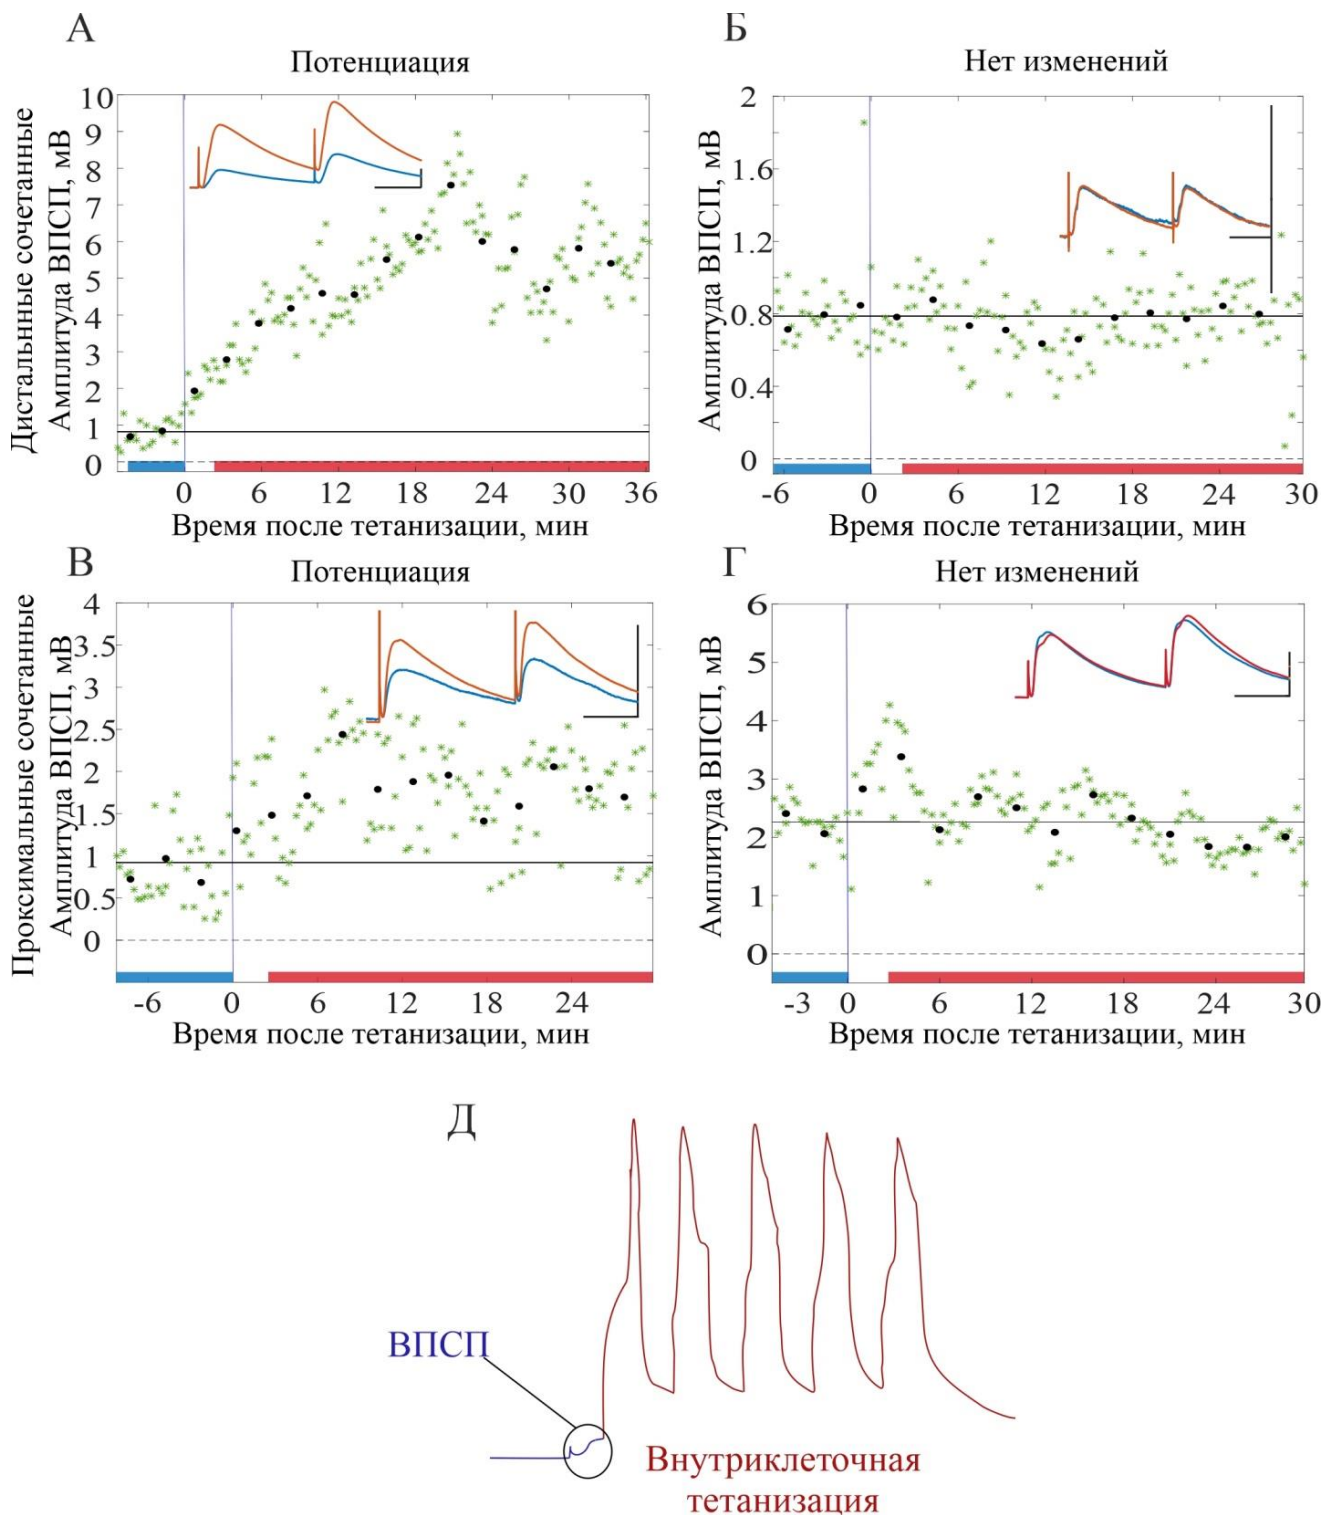 А
Потенциация
Дистальные сочетанные
Амплитуда ВПСП, мВ
10
9
8
7
6
5
4
3
2
1
0
0 6 12 18 24 30 36
Время после тетанизации, мин
Б
Нет изменений
Амплитуда ВПСП, мВ
2
1.6
1.2
0.8
0.4
0
-6 0 6 12 18 24 30
Время после тетанизации, мин
В
Потенциация
Проксимальные сочетанные
Амплитуда ВПСП, мВ
4
3.5
3
2.5
2
1.5
1
0.5
0
-6 0 6 12 18 24
Время после тетанизации, мин
Г
Нет изменений
Амплитуда ВПСП, мВ
6
5
4
3
2
1
0
-3 0 6 12 18 24 30
Время после тетанизации, мин
Д
ВПСП
Внутриклеточная
тетанизация